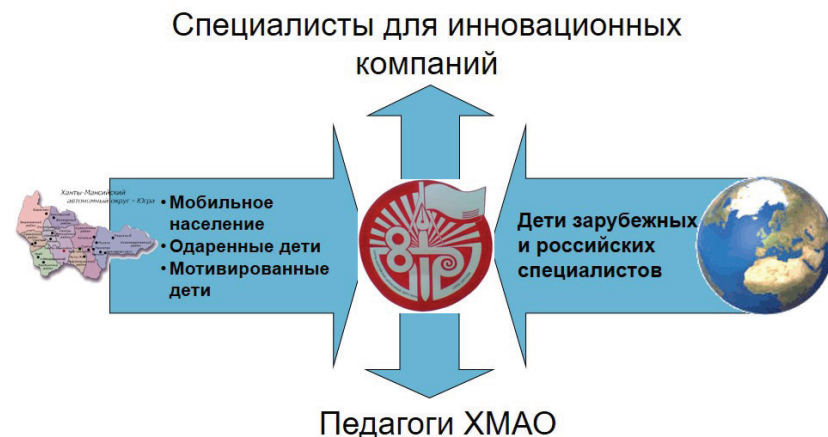 Специалисты для инновационных
компаний
Ханты-Мансийский
автономный округ - Югра
• Мобильное
население
• Одаренные дети
• Мотивированные
дети
8
Дети зарубежных
и российских
специалистов
Педагоги ХМАО